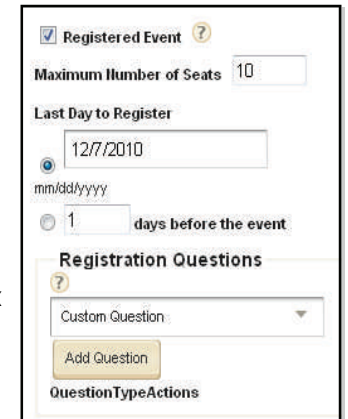 Registered Event ?
Maximum Number of Seats 10
Last Day to Register
12/7/2010
mm/dd/yyyy
1 days before the event
Registration Questions
?
Custom Question
Add Question
QuestionTypeActions